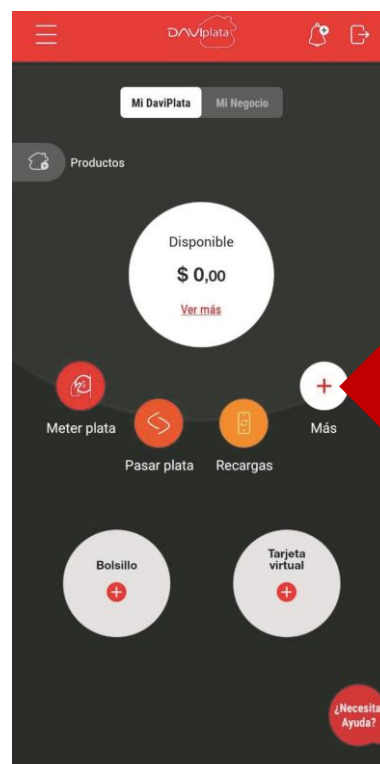 DAVIplata
Mi DaviPlata Mi Negocio
Productos
Disponible
$ 0,00
Ver más
Meter plata
Más
Pasar plata Recargas
Bolsillo
Tarjeta
virtual
¿Necesita
Ayuda?